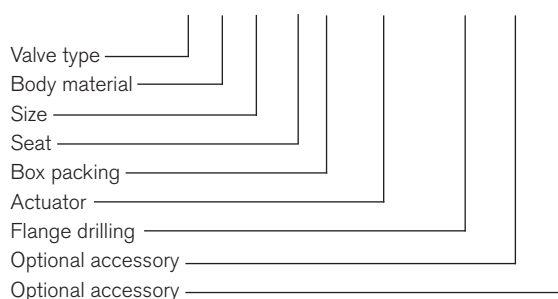 Valve type
Body material
Size
Seat
Box packing
Actuator
Flange drilling
Optional accessory
Optional accessory